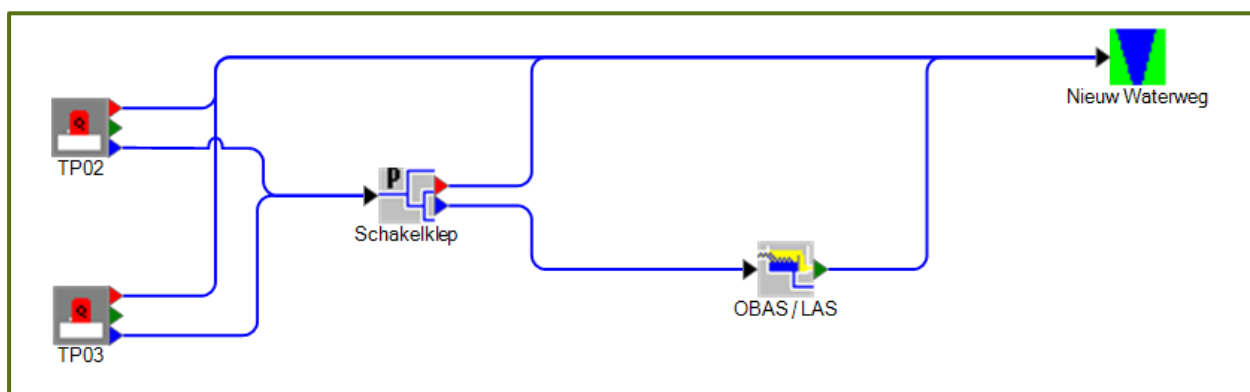 Nieuw Waterweg
Q
TP02
P
Schakelklep
OBAS / LAS
Q
TP03